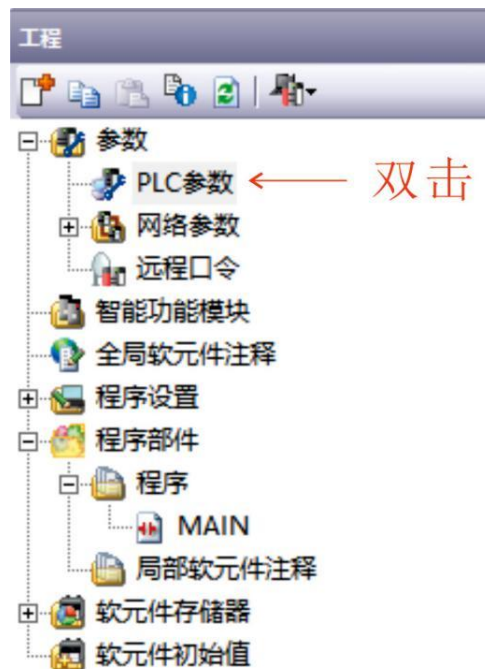 工程
参数
PLC参数 双击
网络参数
远程口令
智能功能模块
全局软元件注释
程序设置
程序部件
程序
MAIN
局部软元件注释
软元件存储器
软元件初始值